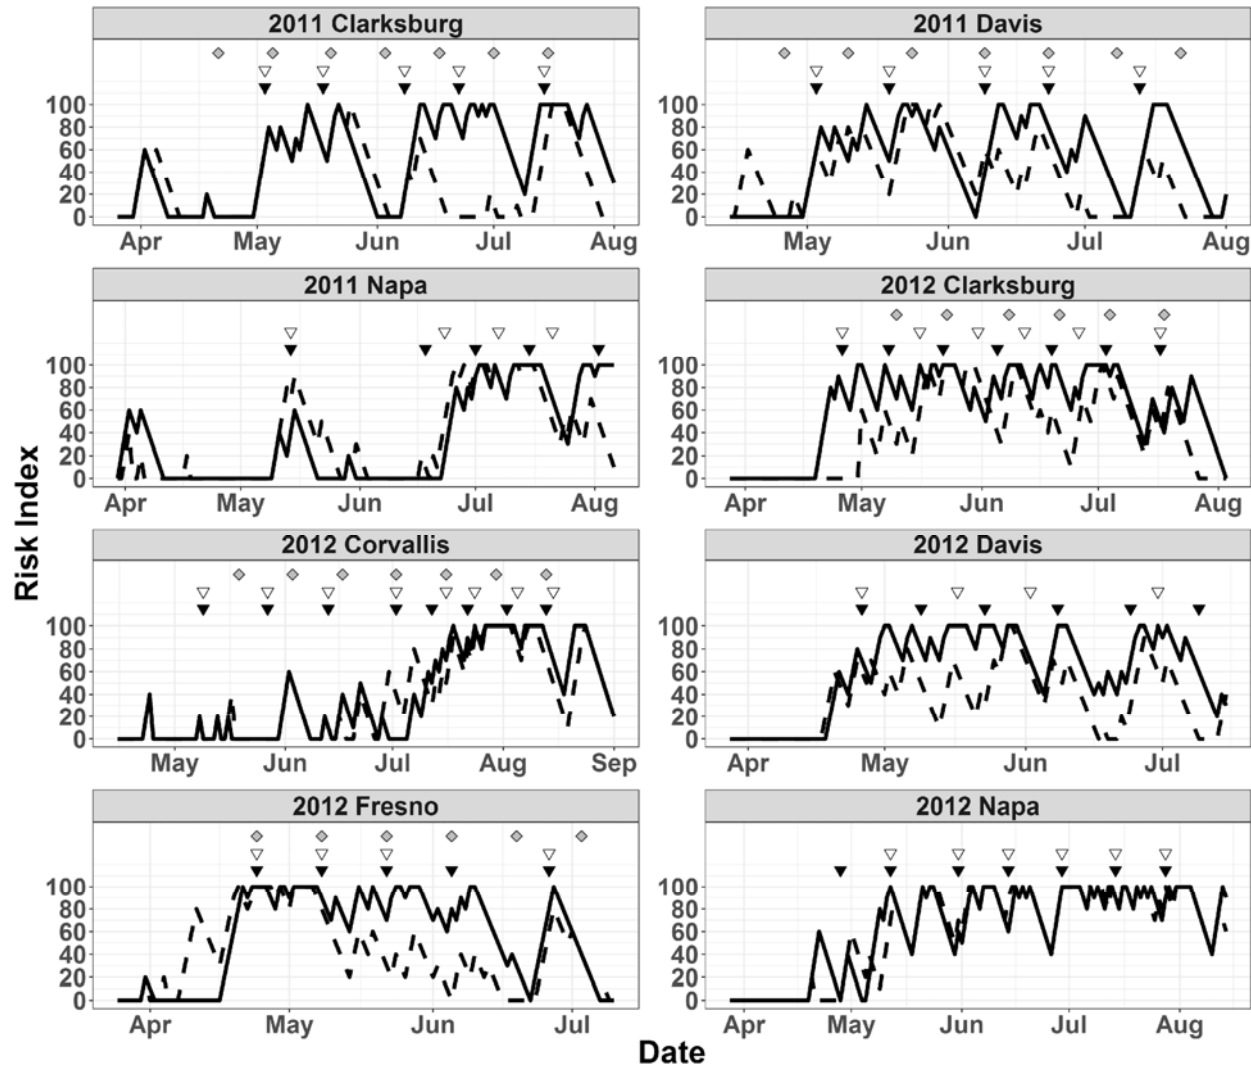 2011 Clarksburg
100
80
60
40
20
0
Apr May Jun Jul Aug
2011 Davis
100
80
60
40
20
0
May Jun Jul Aug
2011 Napa
100
80
60
40
20
0
Apr May Jun Jul Aug
2012 Clarksburg
100
80
60
40
20
0
Apr May Jun Jul Aug
Risk Index
2012 Corvallis
100
80
60
40
20
0
May Jun Jul Aug Sep
2012 Davis
100
80
60
40
20
0
Apr May Jun Jul
2012 Fresno
100
80
60
40
20
0
Apr May Jun Jul
2012 Napa
100
80
60
40
20
0
Apr May Jun Jul Aug
Date